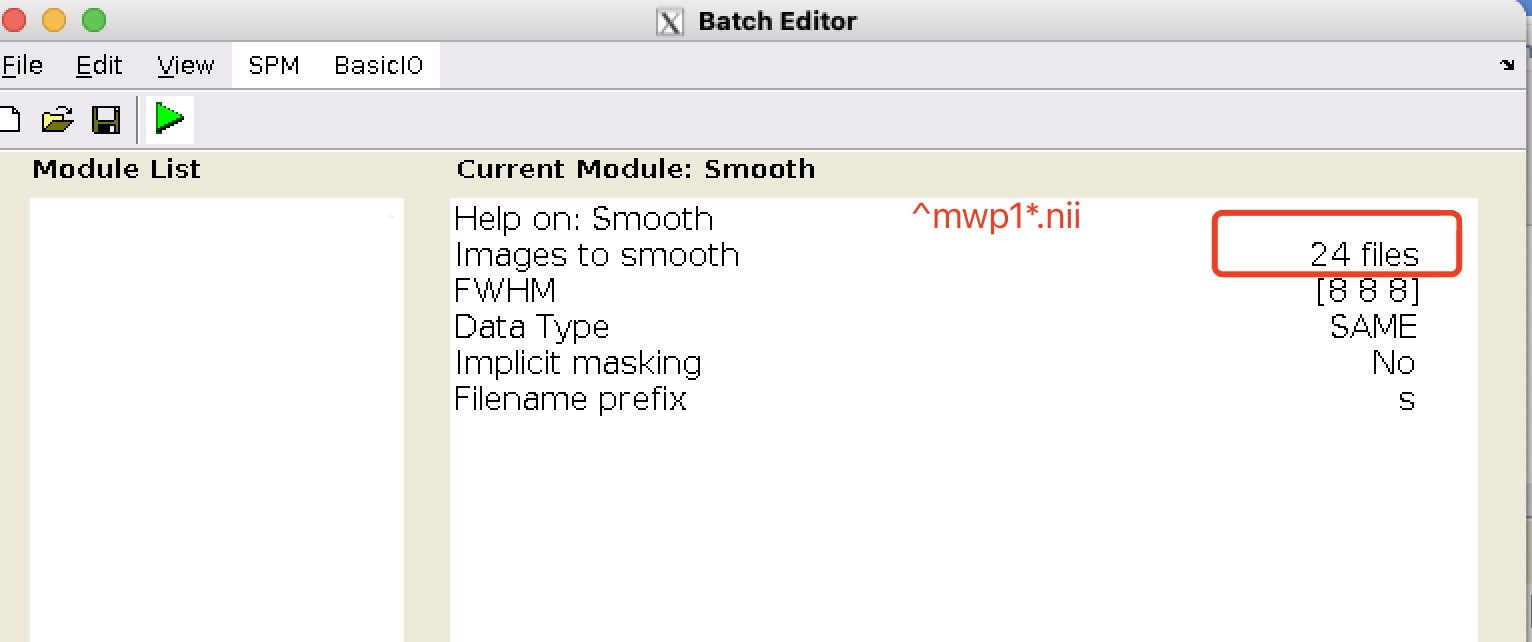 Batch Editor
File Edit View SPM BasicIO
Module List
Current Module: Smooth
Help on: Smooth
^mwp1*.nii
Images to smooth 24 files
FWHM [8 8 8]
Data Type SAME
Implicit masking No
Filename prefix s